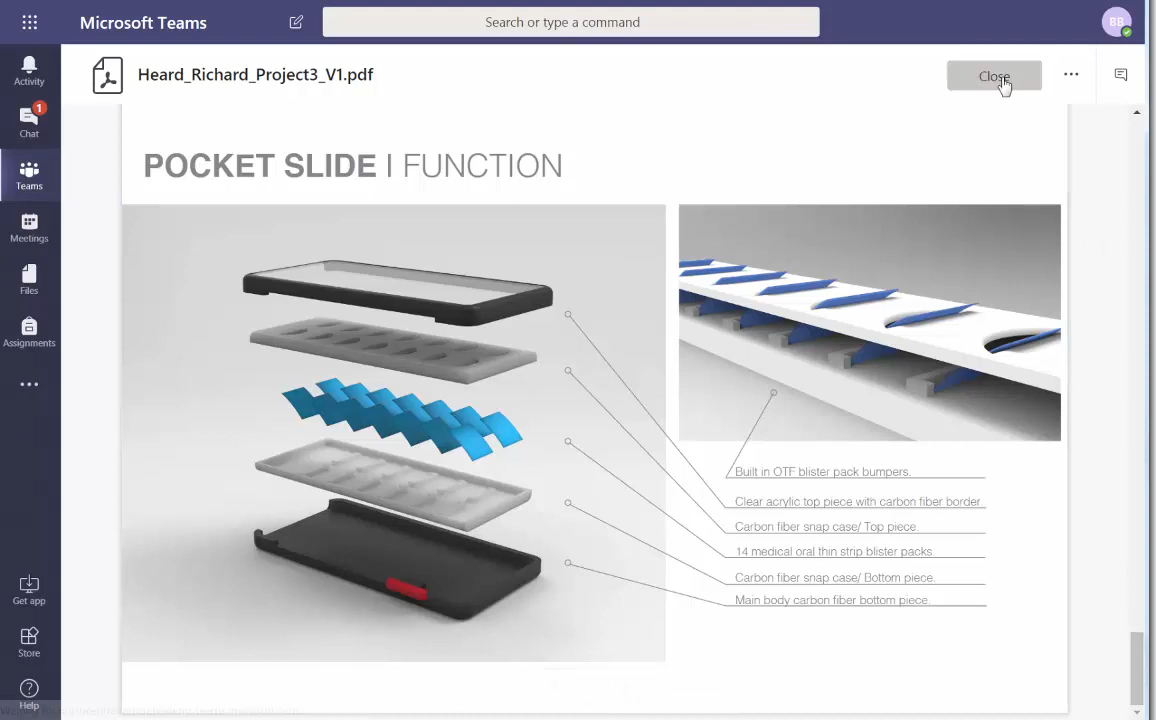 Microsoft Teams
Search or type a command
BB
Activity
Heard_Richard_Project3_V1.pdf
Close
1
Chat
Teams
Meetings
Files
Assignments
Get app
Store
Help
POCKET SLIDE I FUNCTION
Built in OTF blister pack bumpers.
Clear acrylic top piece with carbon fiber border
Carbon fiber snap case/ Top piece.
14 medical oral thin strip blister packs.
Carbon fiber snap case/ Bottom piece.
Main body carbon fiber bottom piece.